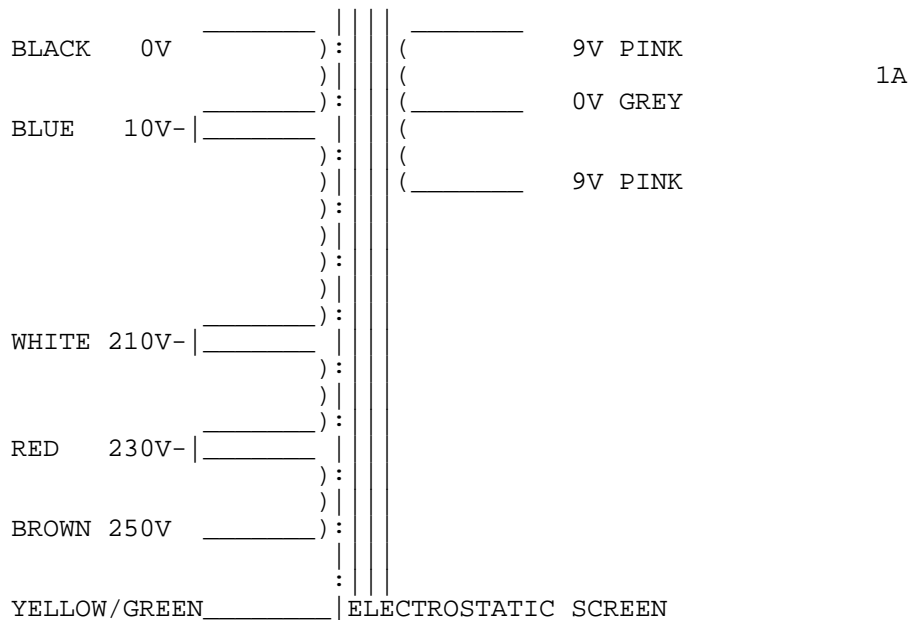 BLACK 0V 9V PINK
1A
0V GREY
BLUE 10V
9V PINK
WHITE 210V
RED 230V
BROWN 250V
YELLOW/GREEN ELECTROSTATIC SCREEN